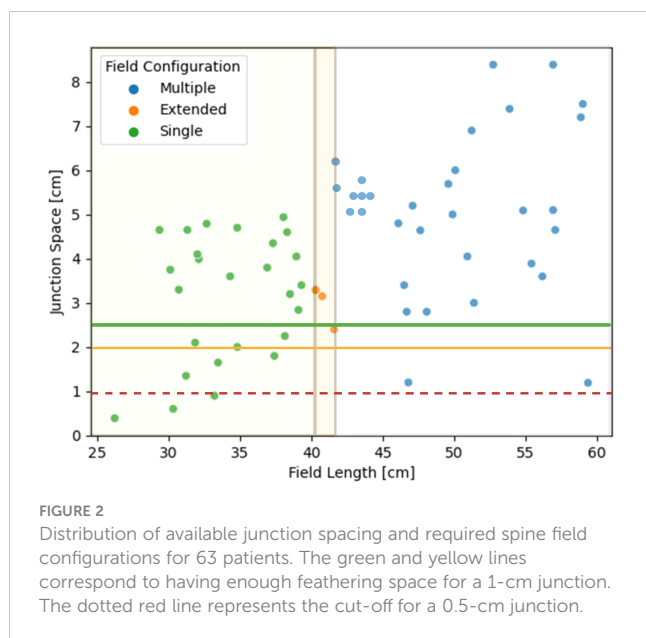 Field Configuration
Multiple
Extended
Single
Junction Space [cm]
8
7
6
5
4
3
2
1
0
25 30 35 40 45 50 55 60
Field Length [cm]
FIGURE 2
Distribution of available junction spacing and required spine field
configurations for 63 patients. The green and yellow lines
correspond to having enough feathering space for a 1-cm junction.
The dotted red line represents the cut-off for a 0.5-cm junction.